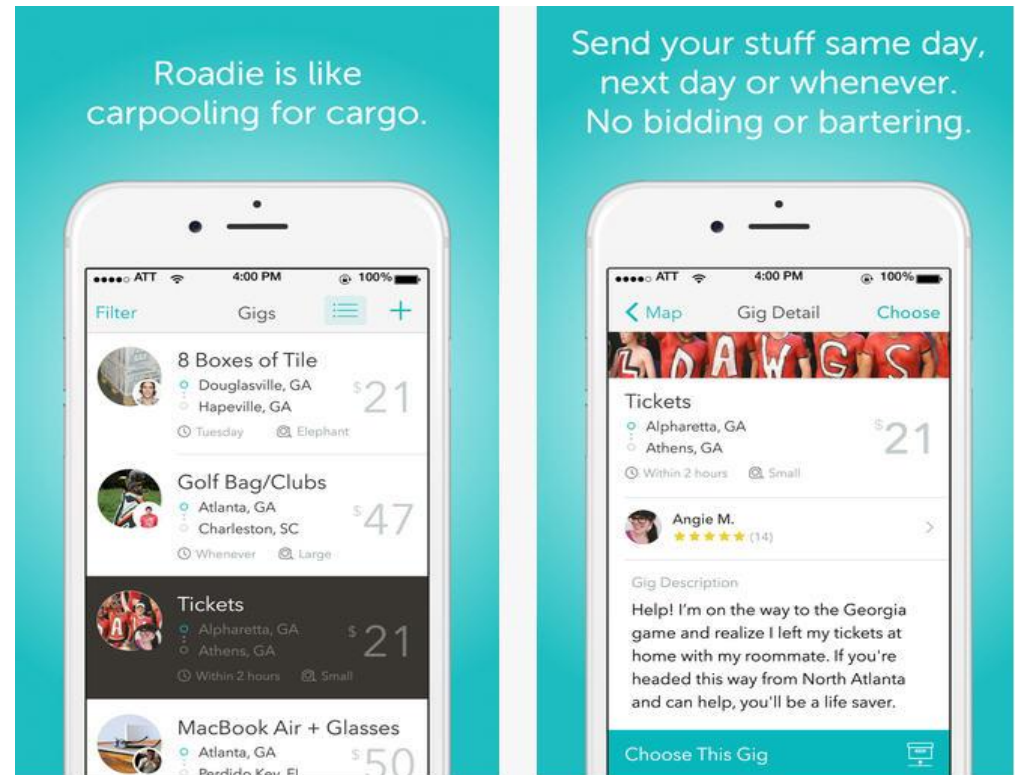 Roadie is like
carpooling for cargo.
ATT 4:00 PM 100%
Filter Gigs +
8 Boxes of Tile
Douglasville, GA
Hapeville, GA
$21
Tuesday Elephant
Golf Bag/Clubs
Atlanta, GA
Charleston, SC
$47
Whenever Large
Tickets
Alpharetta, GA
Athens, GA
$21
Within 2 hours Small
MacBook Air + Glasses
Atlanta, GA
Perdido Key, FL
$50
Send your stuff same day,
next day or whenever.
No bidding or bartering.
ATT 4:00 PM 100%
Map Gig Detail Choose
DAWGS
Tickets
Alpharetta, GA
Athens, GA
$21
Within 2 hours Small
Angie M.
(14)
Gig Description
Help! I'm on the way to the Georgia
game and realize I left my tickets at
home with my roommate. If you're
headed this way from North Atlanta
and can help, you'll be a life saver.
Choose This Gig